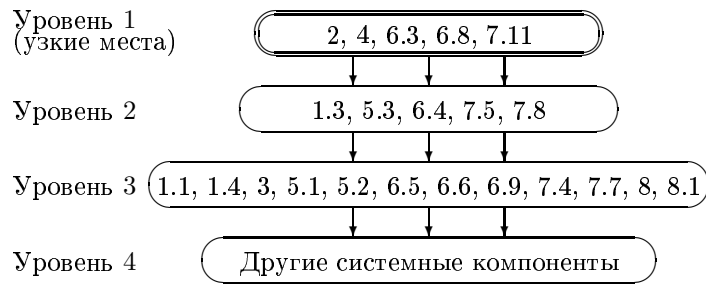 Уровень 1
(узкие места)
2, 4, 6.3, 6.8, 7.11
Уровень 2
1.3, 5.3, 6.4, 7.5, 7.8
Уровень 3
1.1, 1.4, 3, 5.1, 5.2, 6.5, 6.6, 6.9, 7.4, 7.7, 8, 8.1
Уровень 4
Другие системные компоненты